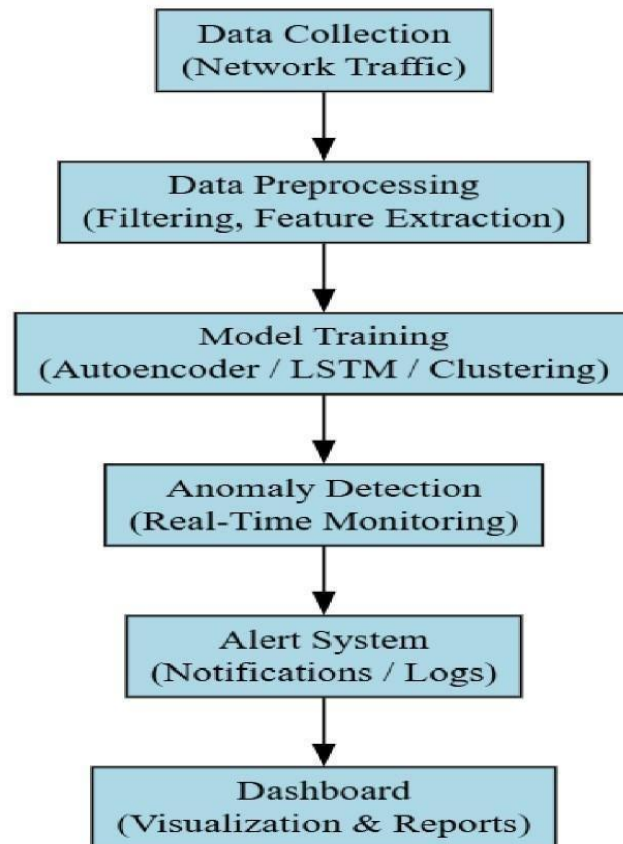 Data Collection
(Network Traffic)
Data Preprocessing
(Filtering, Feature Extraction)
Model Training
(Autoencoder / LSTM / Clustering)
Anomaly Detection
(Real-Time Monitoring)
Alert System
(Notifications / Logs)
Dashboard
(Visualization & Reports)